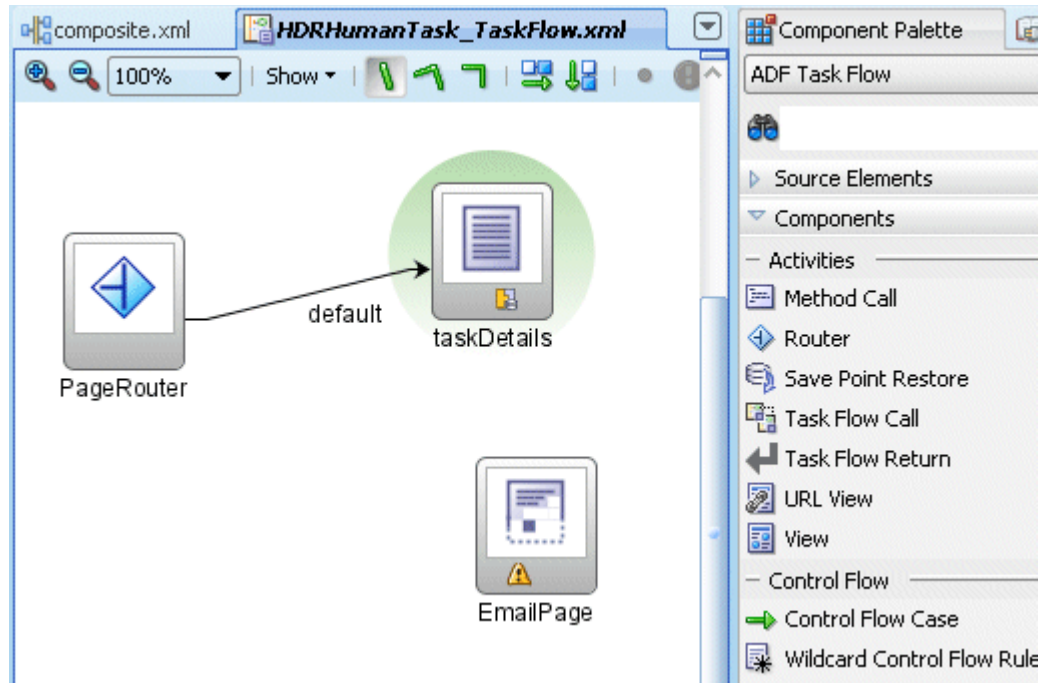 composite.xml
HDRHumanTask_TaskFlow.xml
Component Palette
100%
Show
ADF Task Flow
default
taskDetails
PageRouter
EmailPage
Source Elements
Components
Activities
Method Call
Router
Save Point Restore
Task Flow Call
Task Flow Return
URL View
View
Control Flow
Control Flow Case
Wildcard Control Flow Rule